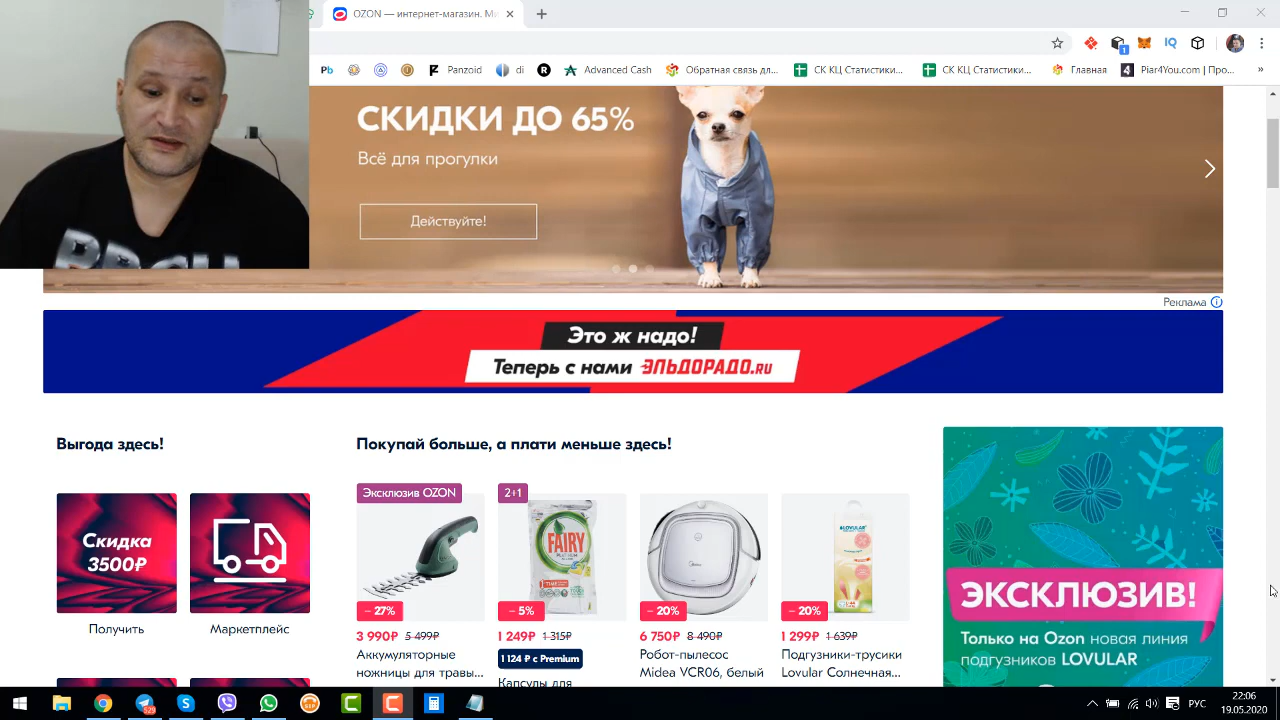 OZON — интернет-магазин. Ми
Pb
Panzoid
di
Advanced Cash
Обратная связь дл...
СК КЦ Статистики...
СК КЦ Статистики...
Главная
Piar4You.com | Про...
»
1
IQ
СКИДКИ ДО 65%
Всё для прогулки
Действуйте!
Реклама
Это ж надо!
Теперь с нами ЭЛЬДОРАДО.RU
Выгода здесь!
Покупай больше, а плати меньше здесь!
Скидка
3500₽
Получить
Маркетплейс
Эксклюзив OZON
− 27%
3 990₽ 5 499₽
Аккумуляторные
ножницы для травы...
2+1
FAIRY
− 5%
1 249₽ 1 315₽
1 124 ₽ с Premium
Капсулы для
− 20%
6 750₽ 8 490₽
Робот-пылесос
Midea VCR06, белый
LOVULAR
− 20%
1 299₽ 1 639₽
Подгузники-трусики
Lovular Солнечная...
ЭКСКЛЮЗИВ!
Только на Ozon новая линия
подгузников LOVULAR
529
РУС
22:06
19.05.2020